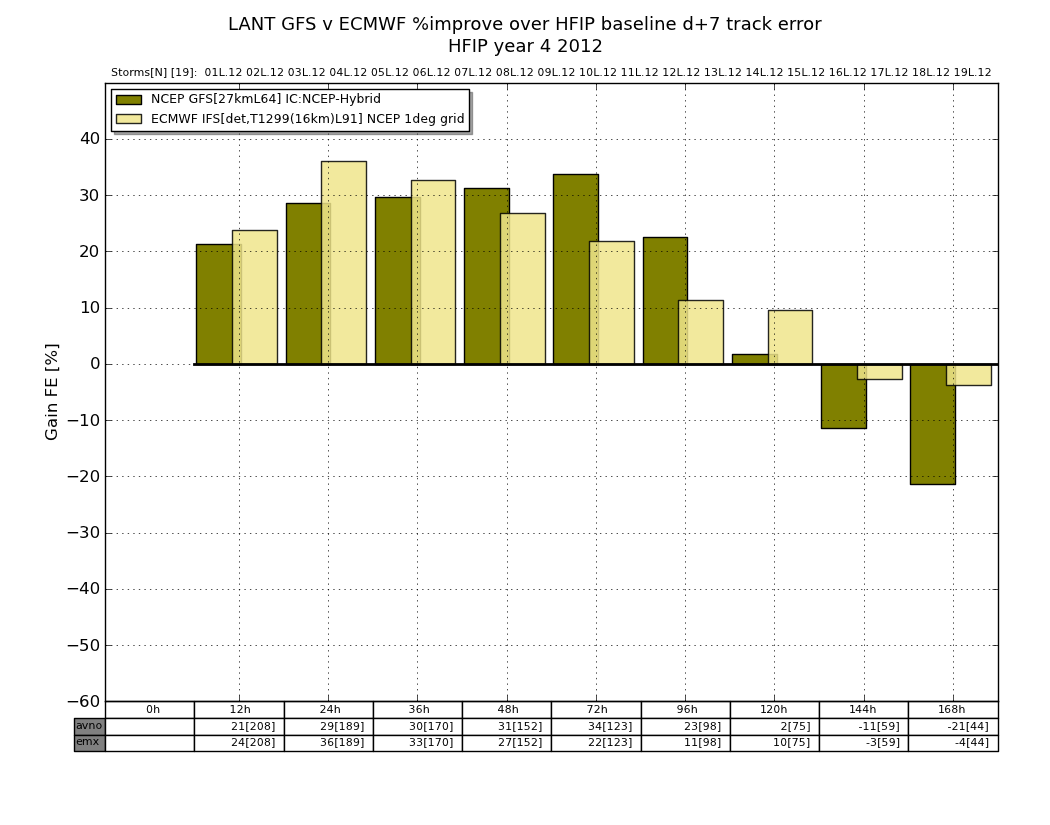 LANT GFS v ECMWF %improve over HFIP baseline d+7 track error
HFIP year 4 2012
Storms[N] [19]: 01L.12 02L.12 03L.12 04L.12 05L.12 06L.12 07L.12 08L.12 09L.12 10L.12 11L.12 12L.12 13L.12 14L.12 15L.12 16L.12 17L.12 18L.12 19L.12
NCEP GFS[27kmL64] IC:NCEP-Hybrid
ECMWF IFS[det,T1299(16km)L91] NCEP 1deg grid
Gain FE [%]
40
30
20
10
0
−10
−20
−30
−40
−50
−60
0h 12h 24h 36h 48h 72h 96h 120h 144h 168h
avno 21[208] 29[189] 30[170] 31[152] 34[123] 23[98] 2[75] -11[59] -21[44]
emx 24[208] 36[189] 33[170] 27[152] 22[123] 11[98] 10[75] -3[59] -4[44]